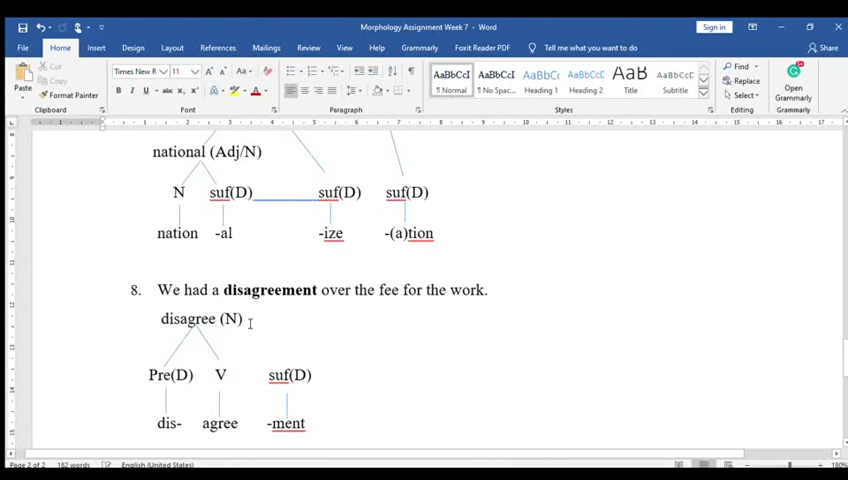 Morphology Assignment Week 7 - Word
Sign in
File Home Insert Design Layout References Mailings Review View Grammarly Foxit Reader PDF Tell me what you want to do Share
Paste Cut Copy Format Painter
Times New R 11 Aa
B I U
AaBbCcI AaBbCcI AaBbCc AaBbCcI AaB AaBbCcI
¶ Normal ¶ No Spac... Heading 1 Heading 2 Title Subtitle
Find Replace Select
Open Grammarly
Clipboard Font Paragraph Styles Editing Grammarly
national (Adj/N)
N suf(D) suf(D) suf(D)
nation -al -ize -(a)tion
8. We had a disagreement over the fee for the work.
disagree (N)
Pre(D) V suf(D)
dis- agree -ment
Page 2 of 2 182 words English (United States) 180%